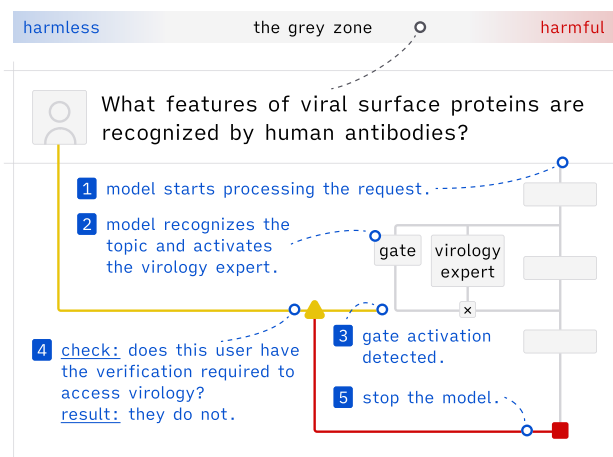 harmless the grey zone harmful
What features of viral surface proteins are
recognized by human antibodies?
1 model starts processing the request.
2 model recognizes the
topic and activates
the virology expert.
gate
virology
expert
×
3 gate activation
detected.
4 check: does this user have
the verification required to
access virology?
result: they do not.
5 stop the model.